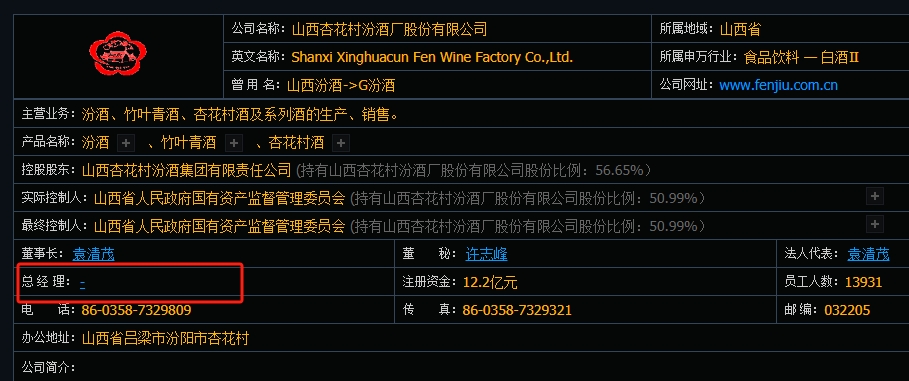 公司名称: 山西杏花村汾酒厂股份有限公司 所属地域: 山西省
英文名称: Shanxi Xinghuacun Fen Wine Factory Co.,Ltd. 所属申万行业: 食品饮料 — 白酒Ⅱ
曾 用 名: 山西汾酒->G汾酒 公司网址: www.fenjiu.com.cn
主营业务: 汾酒、竹叶青酒、杏花村酒及系列酒的生产、销售。
产品名称: 汾酒 + 、竹叶青酒 + 、杏花村酒 +
控股股东: 山西杏花村汾酒集团有限责任公司 (持有山西杏花村汾酒厂股份有限公司股份比例: 56.65%)
实际控制人: 山西省人民政府国有资产监督管理委员会 (持有山西杏花村汾酒厂股份有限公司股份比例: 50.99%) +
最终控制人: 山西省人民政府国有资产监督管理委员会 (持有山西杏花村汾酒厂股份有限公司股份比例: 50.99%) +
董事长: 袁清茂 董 秘: 许志峰 法人代表: 袁清茂
总 经 理: - 注册资金: 12.2亿元 员工人数: 13931
电 话: 86-0358-7329809 传 真: 86-0358-7329321 邮 编: 032205
办公地址: 山西省吕梁市汾阳市杏花村
公司简介: